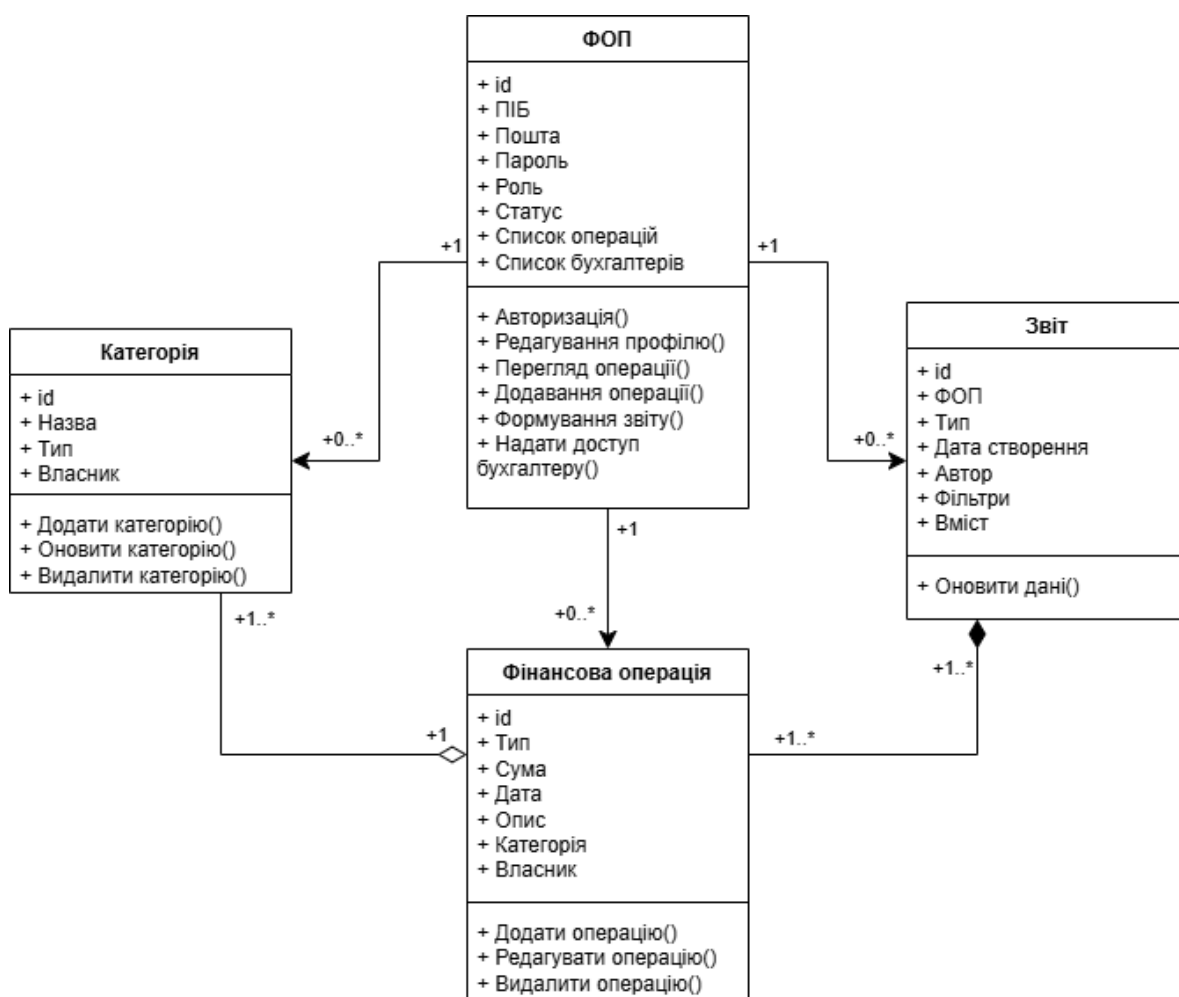 ФОП
+ id
+ ПІБ
+ Пошта
+ Пароль
+ Роль
+ Статус
+ Список операцій
+ Список бухгалтерів
+ Авторизація()
+ Редагування профілю()
+ Перегляд операції()
+ Додавання операції()
+ Формування звіту()
+ Надати доступ
бухгалтеру()
+1
+1
+1
+0..*
+0..*
+0..*
Категорія
+ id
+ Назва
+ Тип
+ Власник
+ Додати категорію()
+ Оновити категорію()
+ Видалити категорію()
+1..*
+1
Звіт
+ id
+ ФОП
+ Тип
+ Дата створення
+ Автор
+ Фільтри
+ Вміст
+ Оновити дані()
+1..*
+1..*
Фінансова операція
+ id
+ Тип
+ Сума
+ Дата
+ Опис
+ Категорія
+ Власник
+ Додати операцію()
+ Редагувати операцію()
+ Видалити операцію()